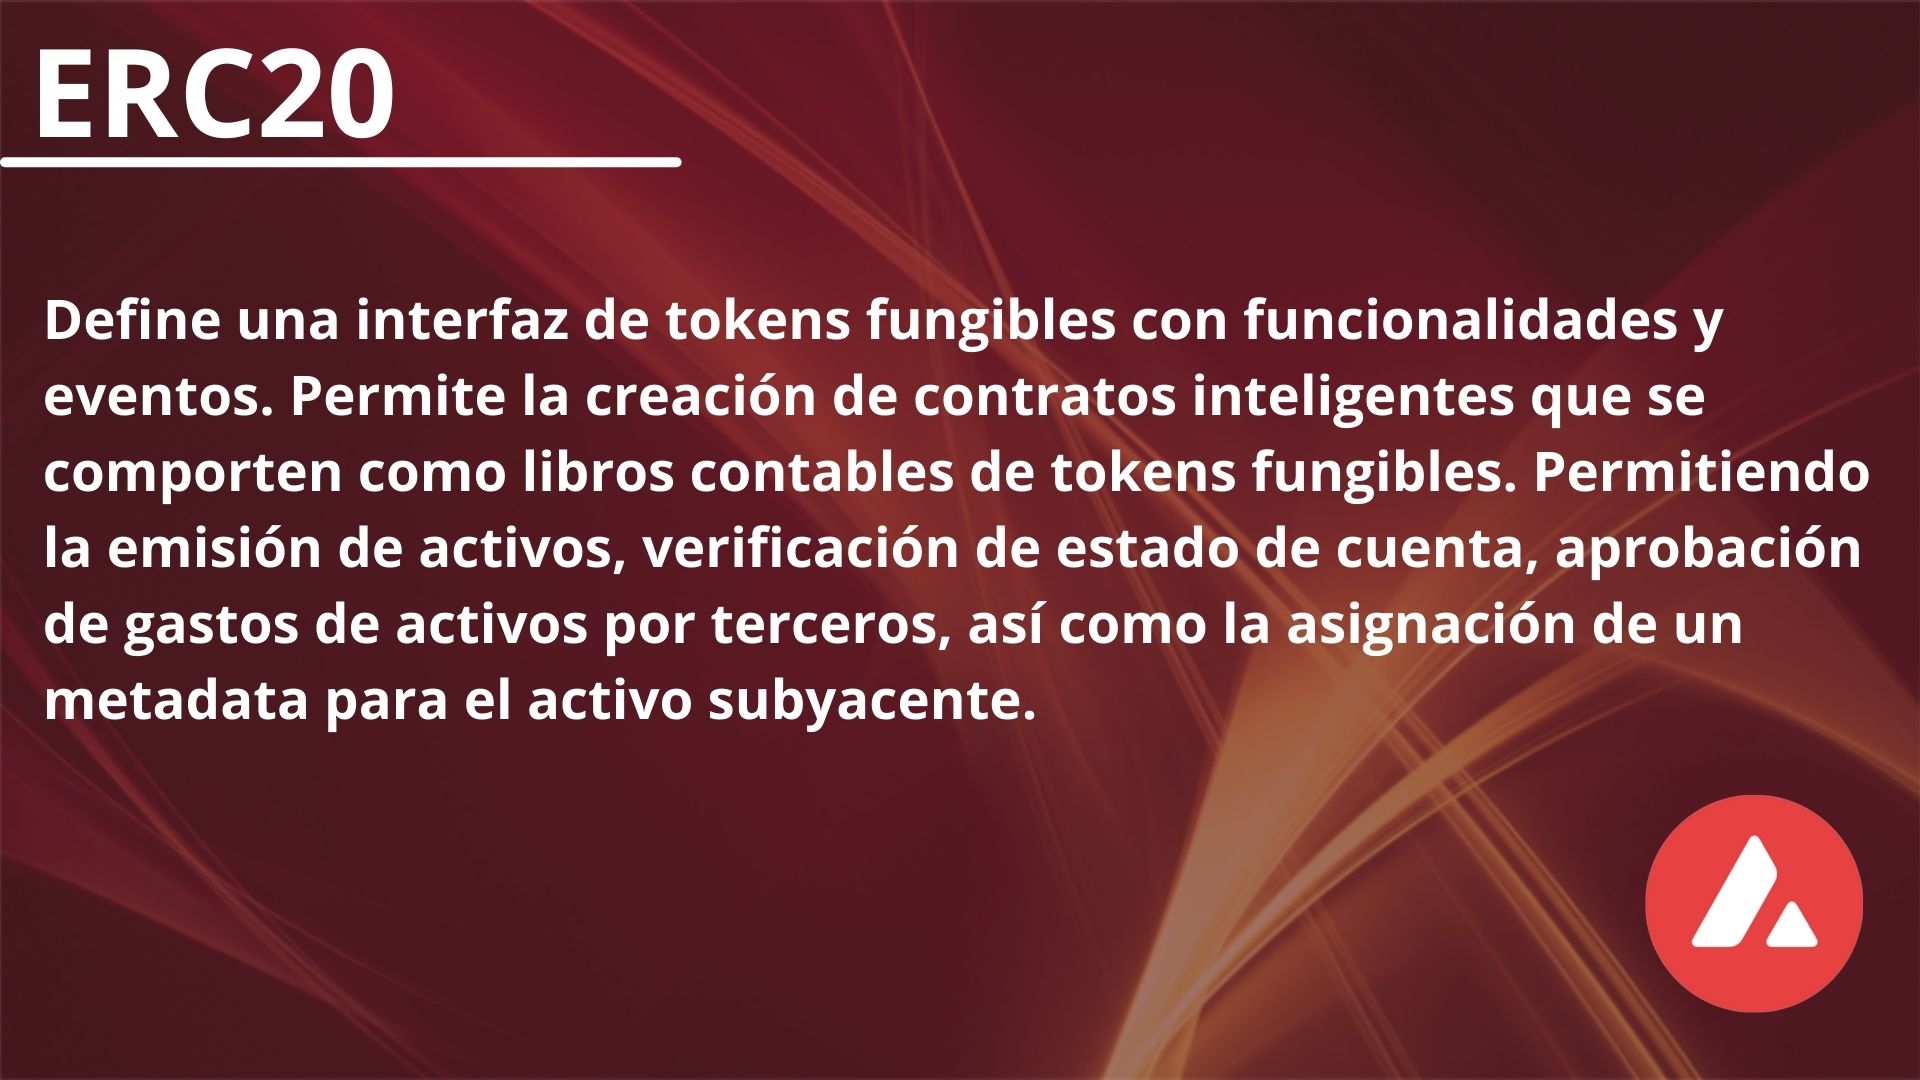 ERC20
Define una interfaz de tokens fungibles con funcionalidades y
eventos. Permite la creación de contratos inteligentes que se
comporten como libros contables de tokens fungibles. Permitiendo
la emisión de activos, verificación de estado de cuenta, aprobación
de gastos de activos por terceros, así como la asignación de un
metadata para el activo subyacente.